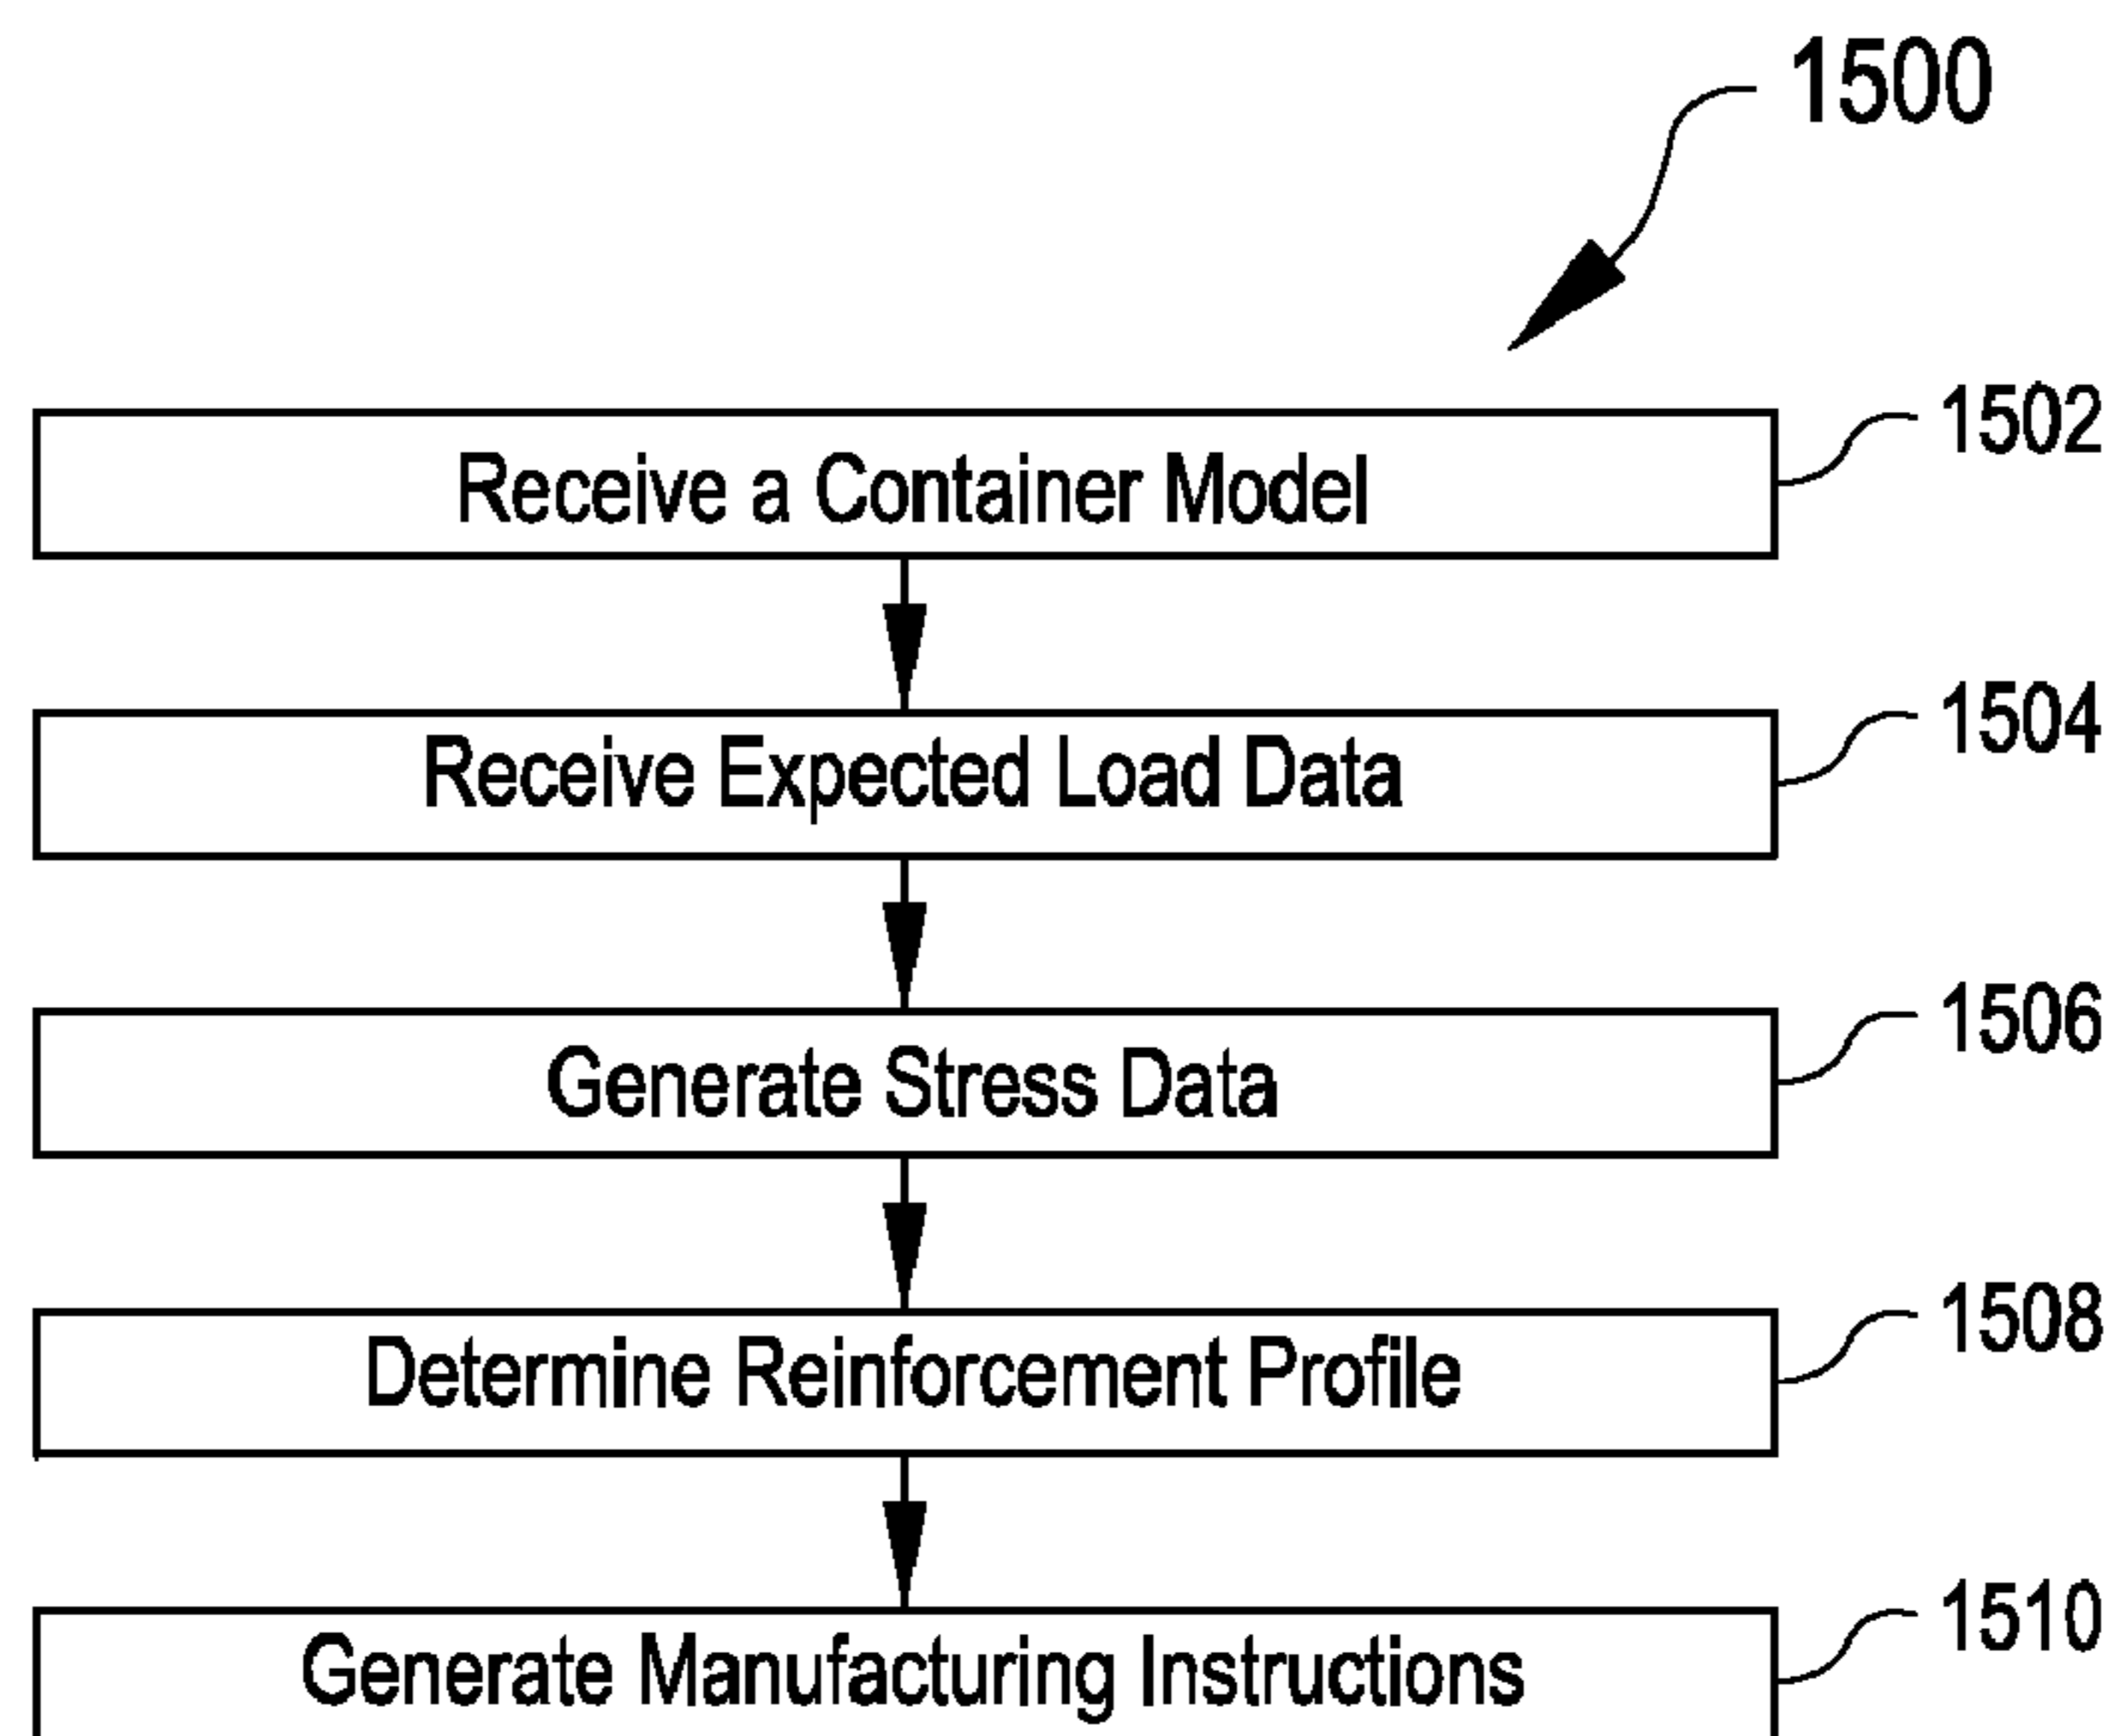 1500
Receive a Container Model
1502
Receive Expected Load Data
1504
Generate Stress Data
1506
Determine Reinforcement Profile
1508
Generate Manufacturing Instructions
1510